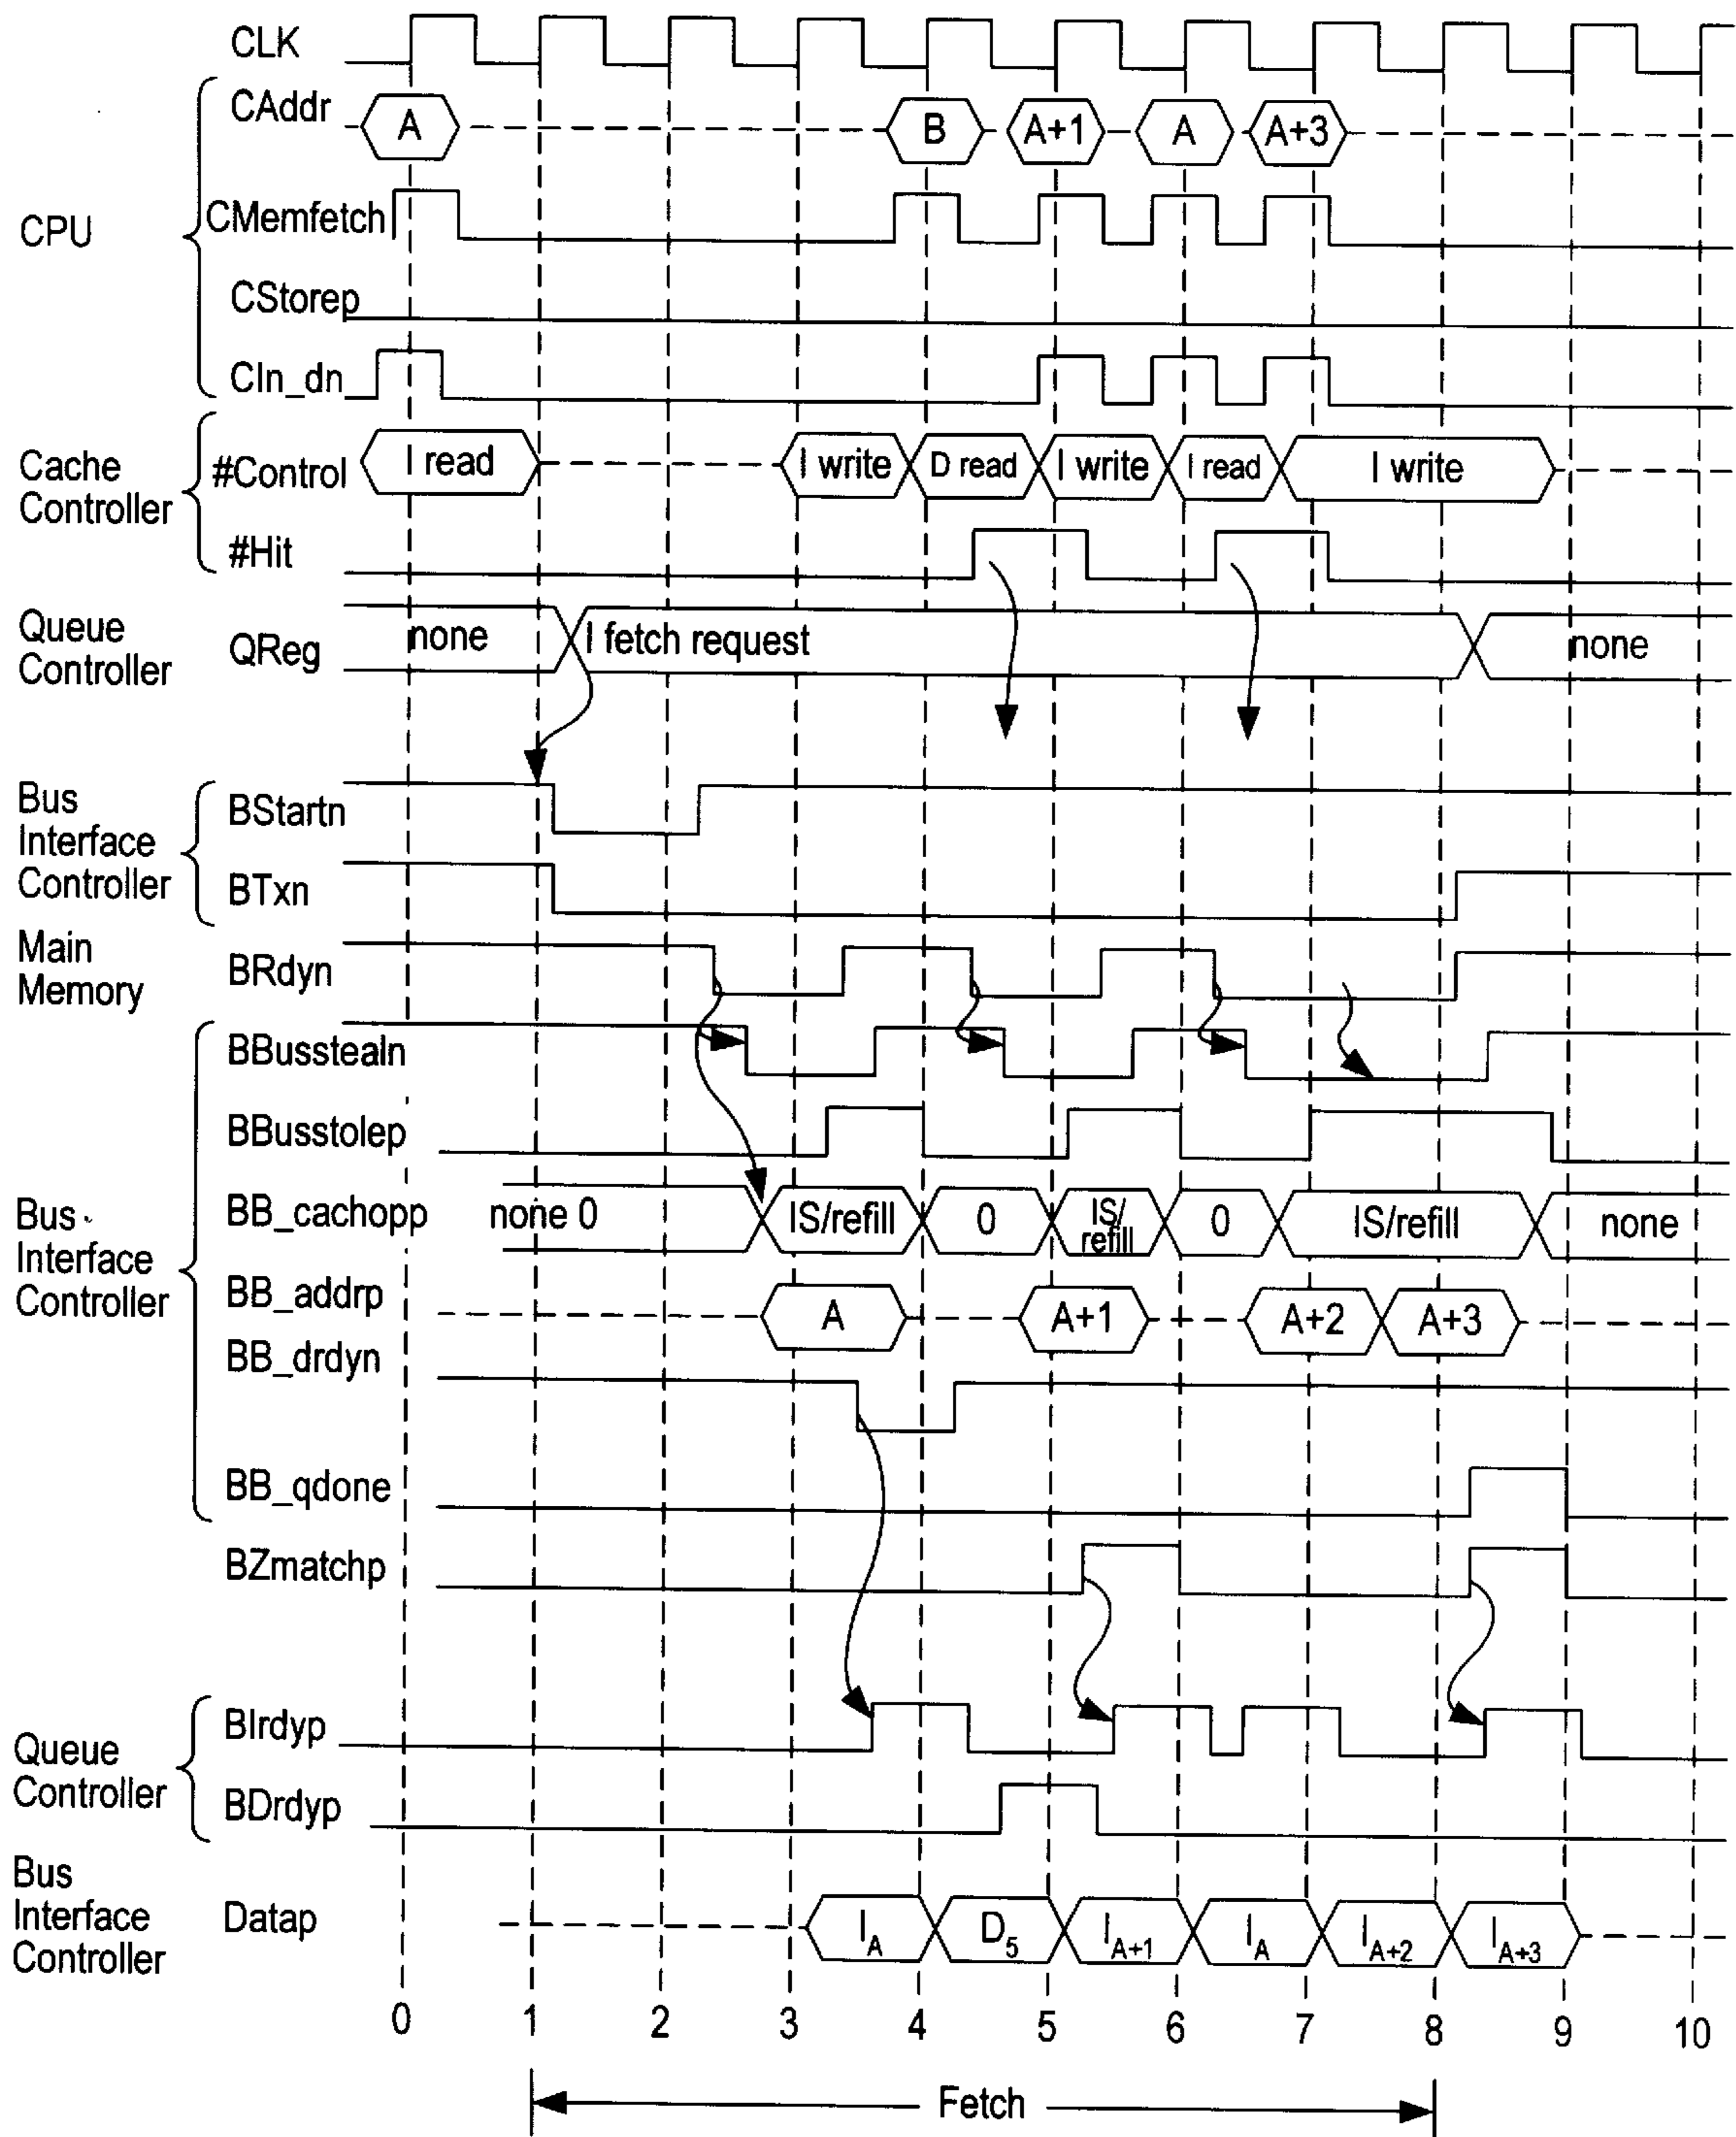 CLK
CAddr A B A+1 A A+3
CPU CMemfetch
CStorep
CIn_dn
Cache
Controller
#Control I read I write D read I write I read I write
#Hit
Queue
Controller
QReg none I fetch request none
Bus
Interface
Controller
BStartn
BTxn
Main
Memory
BRdyn
BBusstealn
BBusstolep
Bus
Interface
Controller
BB_cachopp none 0 IS/refill 0 IS/
refill 0 IS/refill none
BB_addrp A A+1 A+2 A+3
BB_drdyn
BB_qdone
BZmatchp
Queue
Controller
BIrdyp
BDrdyp
Bus
Interface
Controller
Datap IA D5 IA+1 IA IA+2 IA+3
0 1 2 3 4 5 6 7 8 9 10
Fetch